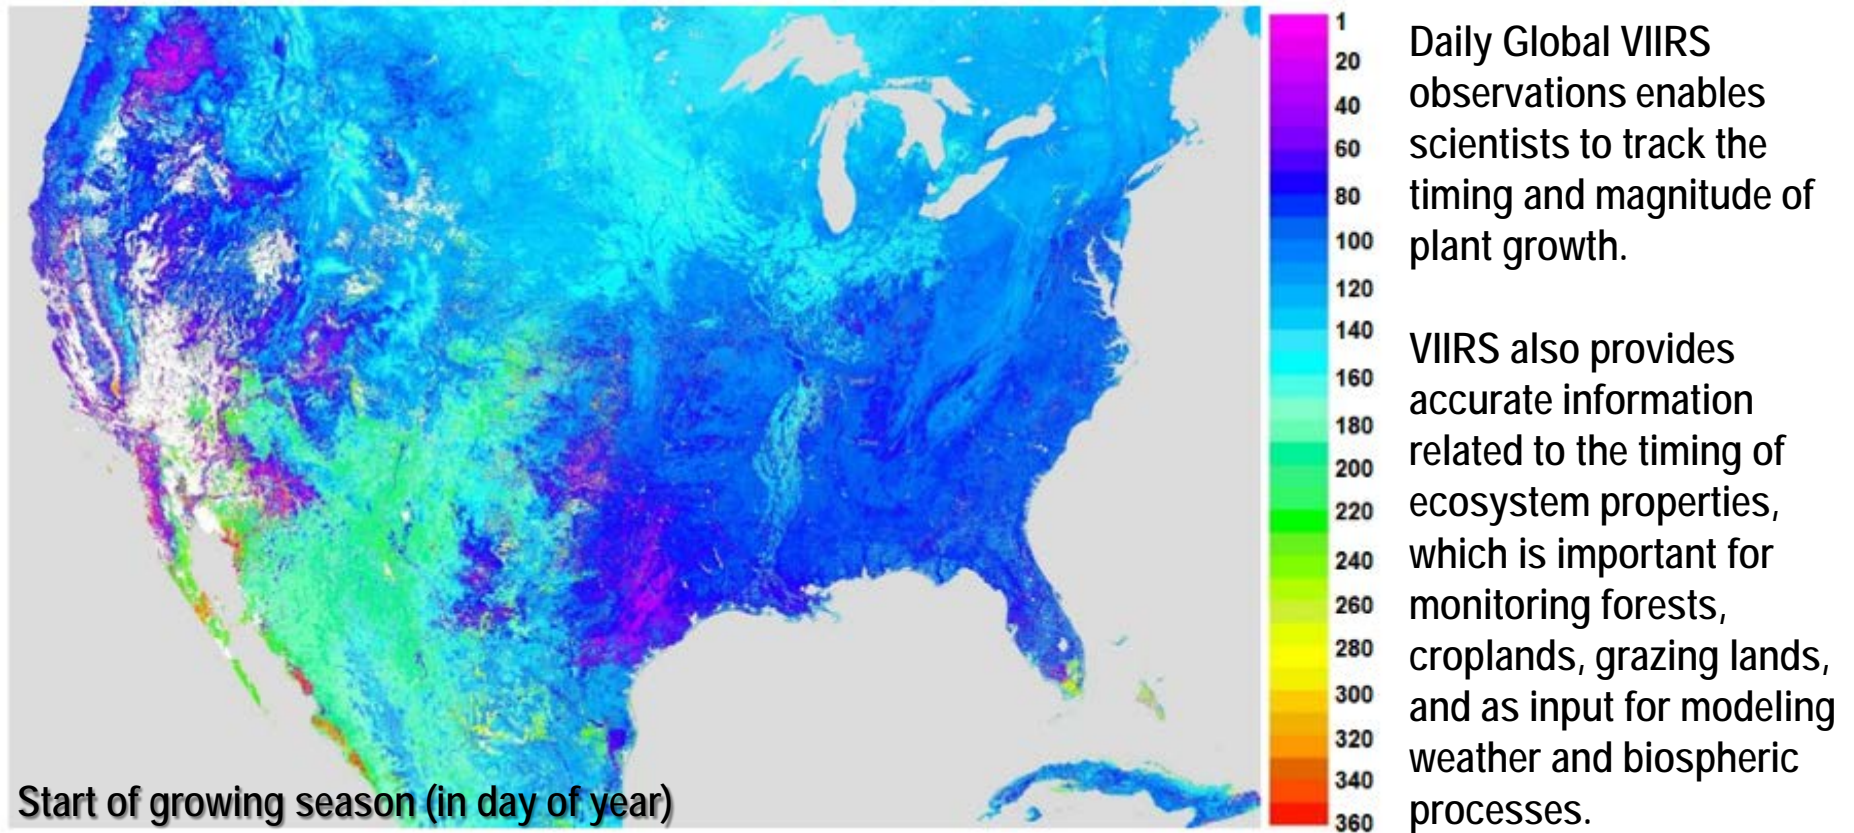 Start of growing season (in day of year)
1
20
40
60
80
100
120
140
160
180
200
220
240
260
280
300
320
340
360
Daily Global VIIRS
observations enables
scientists to track the
timing and magnitude of
plant growth.
VIIRS also provides
accurate information
related to the timing of
ecosystem properties,
which is important for
monitoring forests,
croplands, grazing lands,
and as input for modeling
weather and biospheric
processes.